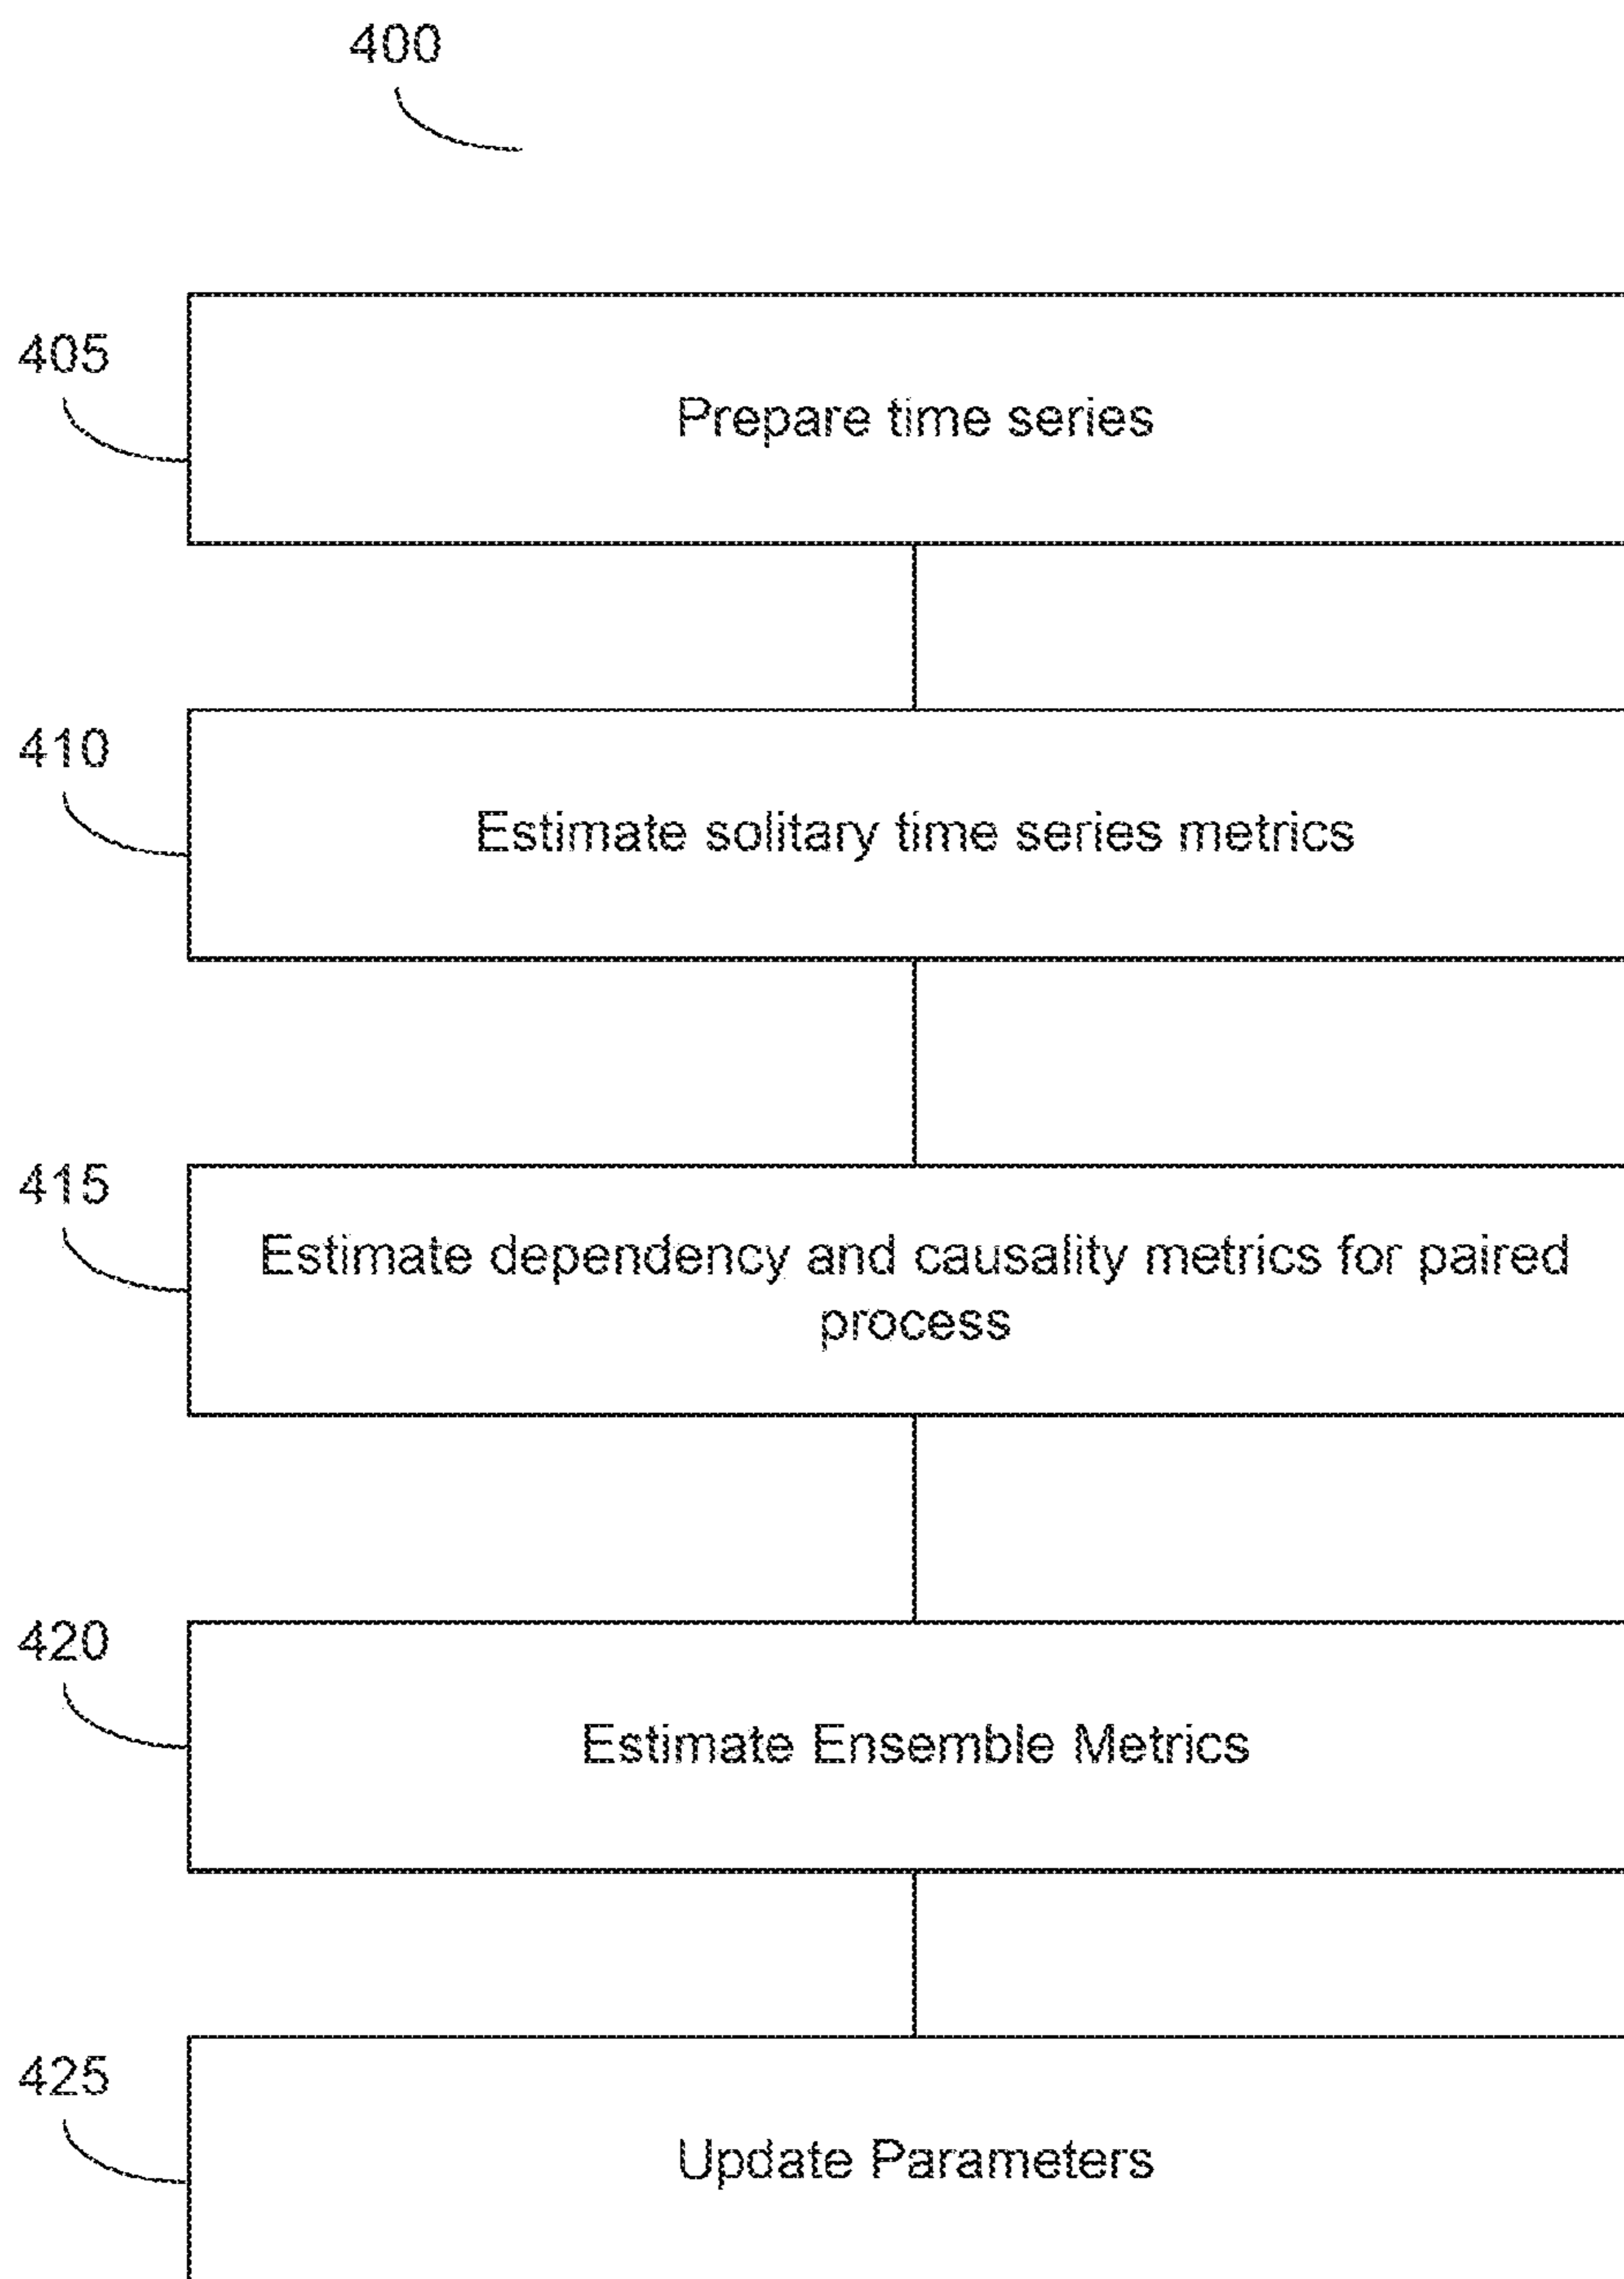 400
405
Prepare time series
410
Estimate solitary time series metrics
415
Estimate dependency and causality metrics for paired
process
420
Estimate Ensemble Metrics
425
Update Parameters